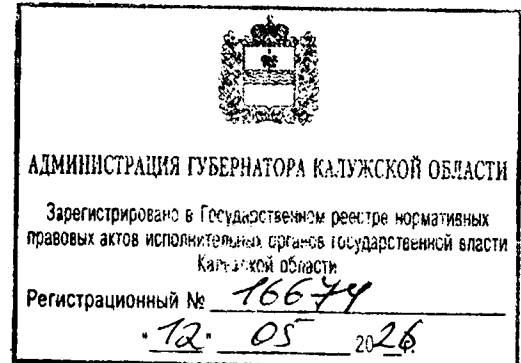 АДМИНИСТРАЦИЯ ГУБЕРНАТОРА КАЛУЖСКОЙ ОБЛАСТИ
Зарегистрировано в Государственном реестре нормативных
правовых актов исполнительных органов государственной власти
Калужской области
Регистрационный № 16674
"12" 05 2026г.